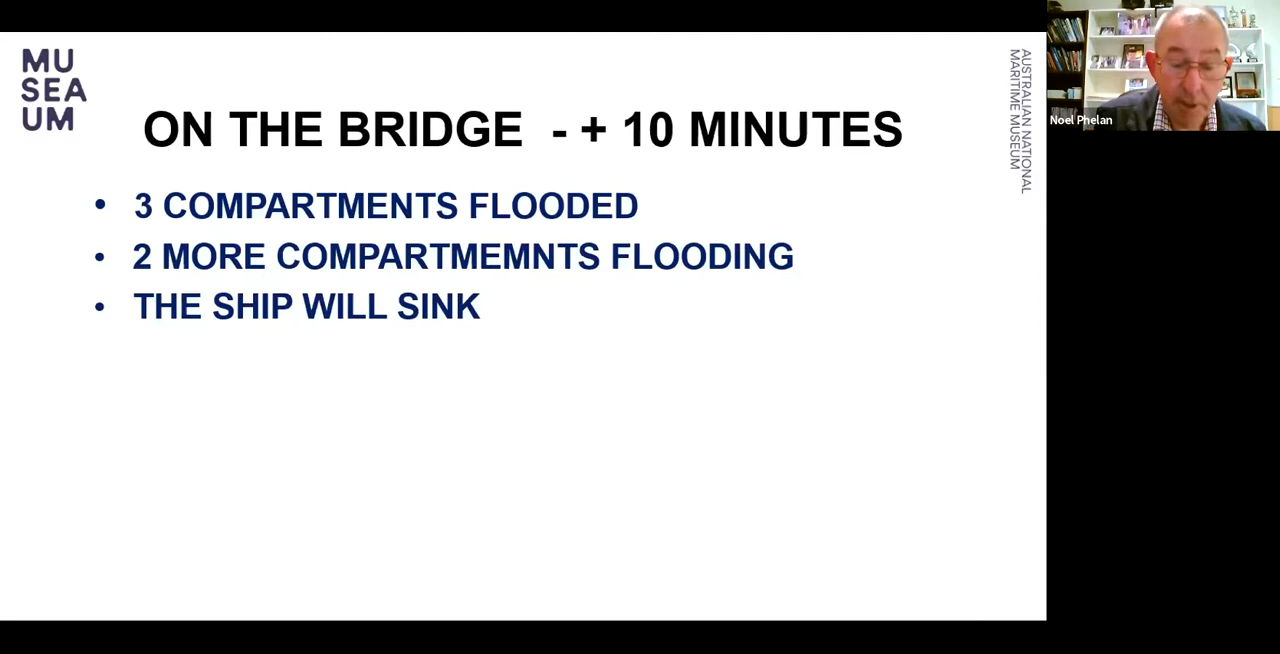 MU
SEA
UM
ON THE BRIDGE - + 10 MINUTES
• 3 COMPARTMENTS FLOODED
• 2 MORE COMPARTMEMNTS FLOODING
• THE SHIP WILL SINK
AUSTRALIAN NATIONAL
MARITIME MUSEUM
Noel Phelan